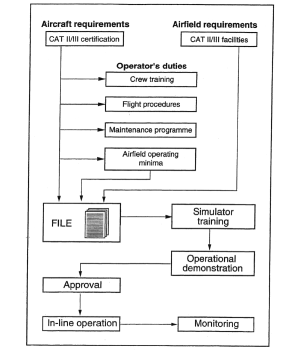 Aircraft requirements
Airfield requirements
CAT II/III certification
CAT II/III facilities
Operator's duties
Crew training
Flight procedures
Maintenance programme
Airfield operating
minima
FILE
Simulator
training
Operational
demonstration
Approval
In-line operation
Monitoring